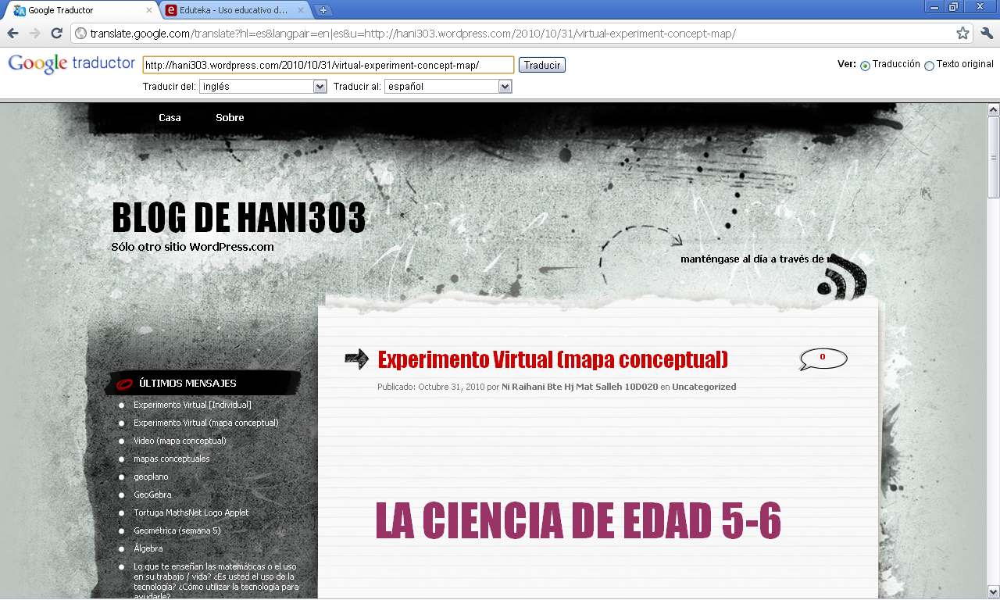 Google Traductor
Eduteka - Uso educativo d...
translate.google.com/translate?hl=es&langpair=en|es&u=http://hani303.wordpress.com/2010/10/31/virtual-experiment-concept-map/
Google traductor
http://hani303.wordpress.com/2010/10/31/virtual-experiment-concept-map/
Traducir
Ver:
Traducción
Texto original
Traducir del:
inglés
Traducir al:
español
Casa
Sobre
BLOG DE HANI303
Sólo otro sitio WordPress.com
manténgase al día a través de
Experimento Virtual (mapa conceptual)
0
Publicado: Octubre 31, 2010 por Ni Raihani Bte Hj Mat Salleh 10D020 en Uncategorized
LA CIENCIA DE EDAD 5-6
ÚLTIMOS MENSAJES
Experimento Virtual [Individual]
Experimento Virtual (mapa conceptual)
Video (mapa conceptual)
mapas conceptuales
geoplano
GeoGebra
Tortuga MathsNet Logo Applet
Geométrica (semana 5)
Álgebra
Lo que te enseñan las matemáticas o el uso
en su trabajo / vida? ¿Es usted el uso de la
tecnología? ¿Cómo utilizar la tecnología para
ayudarle?